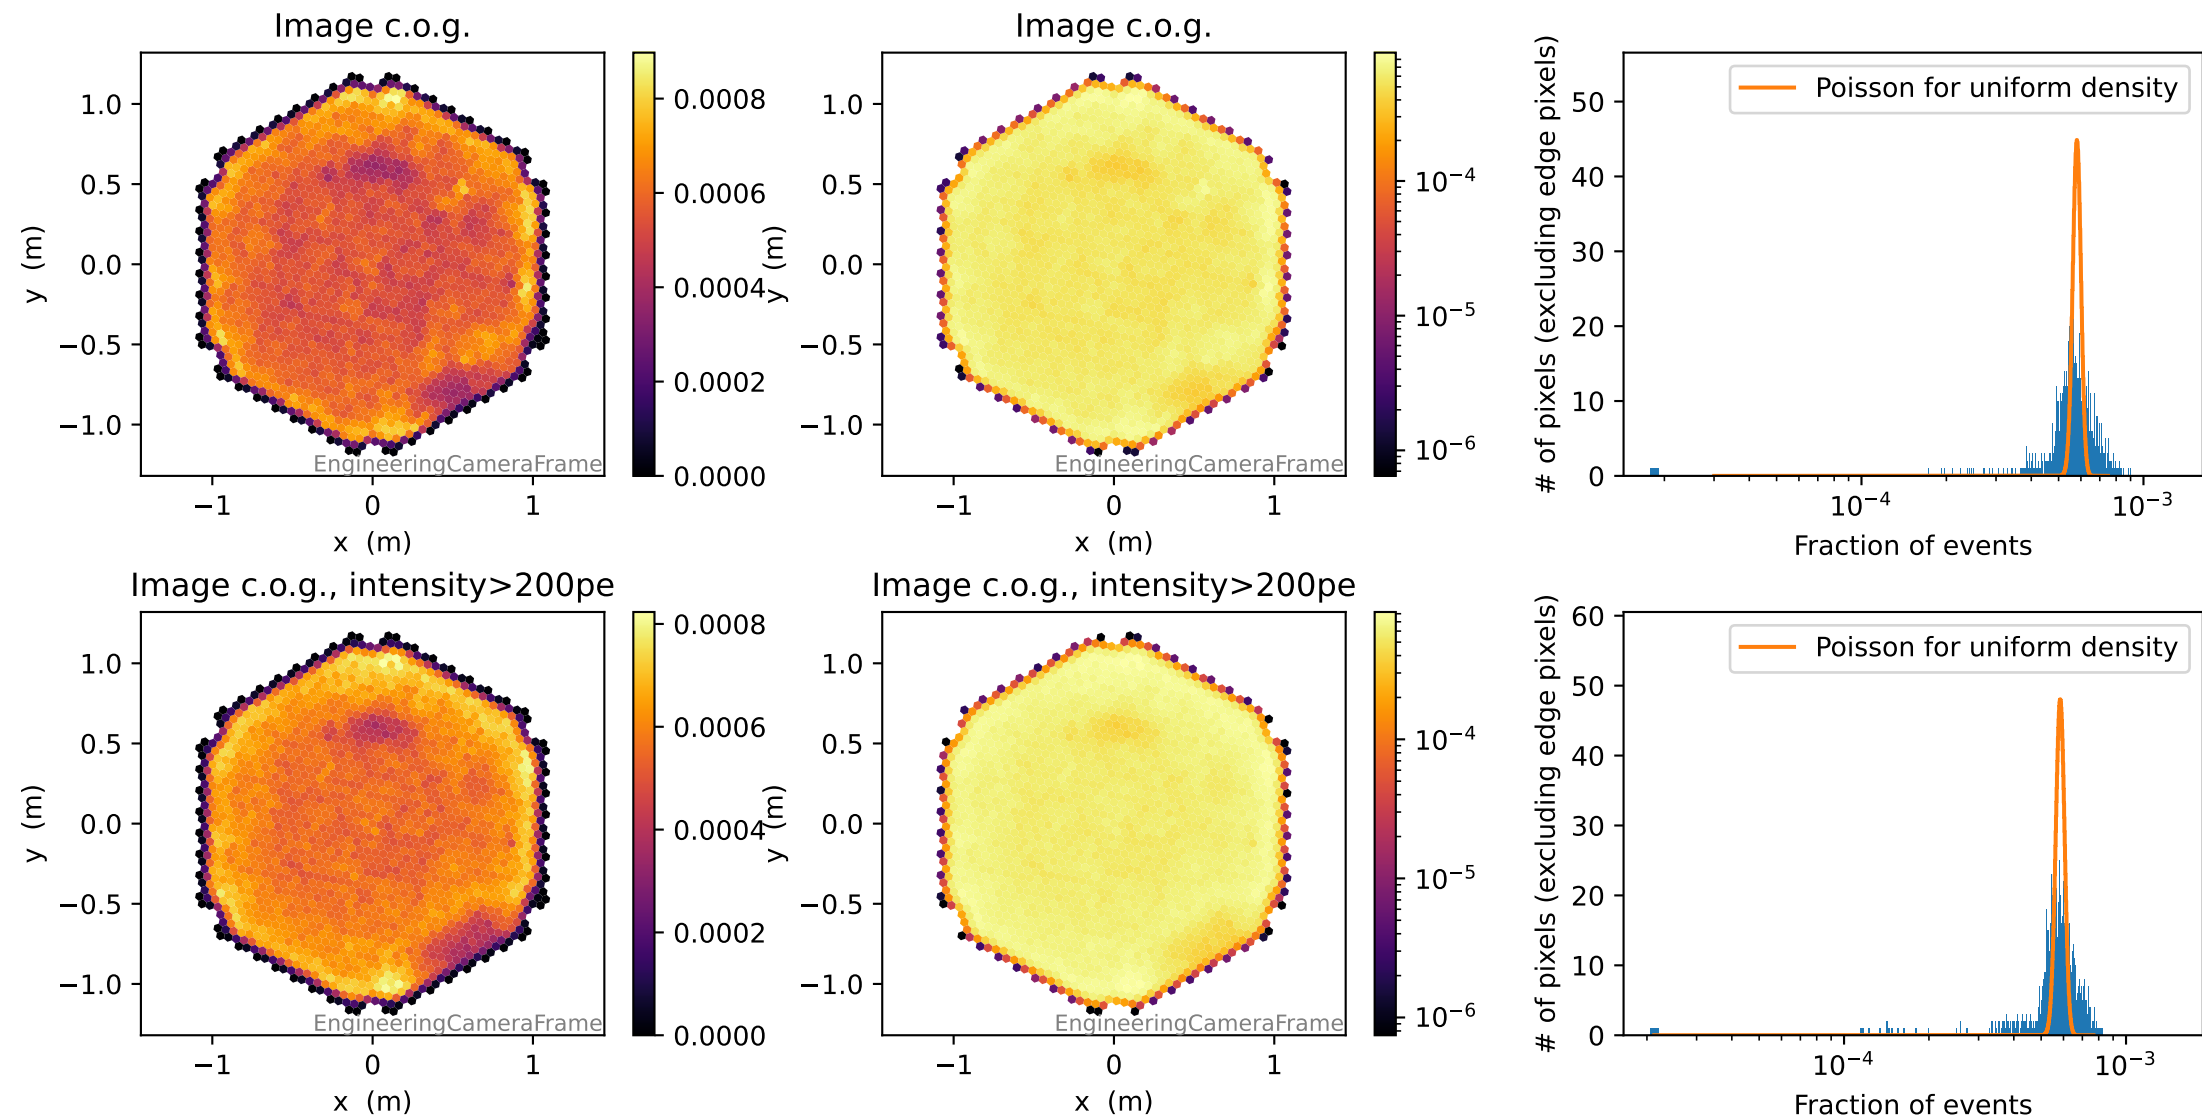 Image c.o.g.
1.0
0.5
0.0
−0.5
−1.0
y (m)
−1 0 1
x (m)
EngineeringCameraFrame
0.0008
0.0006
0.0004
0.0002
0.0000
Image c.o.g.
1.0
0.5
0.0
−0.5
−1.0
y (m)
−1 0 1
x (m)
EngineeringCameraFrame
10⁻⁴
10⁻⁵
10⁻⁶
Poisson for uniform density
50
40
30
20
10
0
# of pixels (excluding edge pixels)
10⁻⁴ 10⁻³
Fraction of events
Image c.o.g., intensity>200pe
1.0
0.5
0.0
−0.5
−1.0
y (m)
−1 0 1
x (m)
EngineeringCameraFrame
0.0008
0.0006
0.0004
0.0002
0.0000
Image c.o.g., intensity>200pe
1.0
0.5
0.0
−0.5
−1.0
y (m)
−1 0 1
x (m)
EngineeringCameraFrame
10⁻⁴
10⁻⁵
10⁻⁶
Poisson for uniform density
60
50
40
30
20
10
0
# of pixels (excluding edge pixels)
10⁻⁴ 10⁻³
Fraction of events